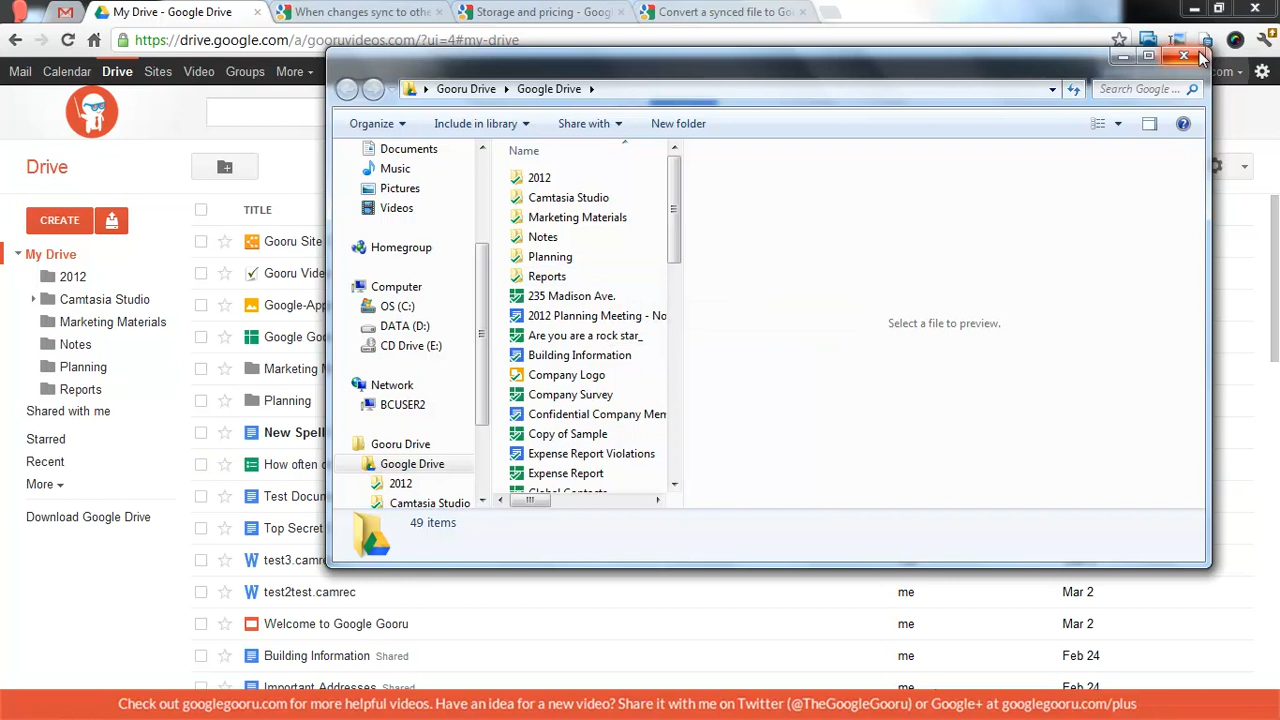 My Drive - Google Drive
When changes sync to othe
Storage and pricing - Goog
Convert a synced file to Go
https://drive.google.com/a/gooruvideos.com/?ui=4#my-drive
Mail Calendar Drive Sites Video Groups More
.com
Gooru Drive Google Drive
Search Google ...
Organize Include in library Share with New folder
Drive
CREATE
My Drive
2012
Camtasia Studio
Marketing Materials
Notes
Planning
Reports
Shared with me
Starred
Recent
More
Download Google Drive
TITLE
Gooru Site
Gooru Vide
Google-App
Google Goo
Marketing M
Planning
New Spell
How often d
Test Docum
Top Secret
test3.camre
test2test.camrec me Mar 2
Welcome to Google Gooru me Mar 2
Building Information Shared me Feb 24
Important Addresses Shared
Documents
Music
Pictures
Videos
Homegroup
Computer
OS (C:)
DATA (D:)
CD Drive (E:)
Network
BCUSER2
Gooru Drive
Google Drive
2012
Camtasia Studio
Name
2012
Camtasia Studio
Marketing Materials
Notes
Planning
Reports
235 Madison Ave.
2012 Planning Meeting - No
Are you a rock star_
Building Information
Company Logo
Company Survey
Confidential Company Mem
Copy of Sample
Expense Report Violations
Expense Report
Global Contacts
Select a file to preview.
49 items
Check out googlegooru.com for more helpful videos. Have an idea for a new video? Share it with me on Twitter (@TheGoogleGooru) or Google+ at googlegooru.com/plus